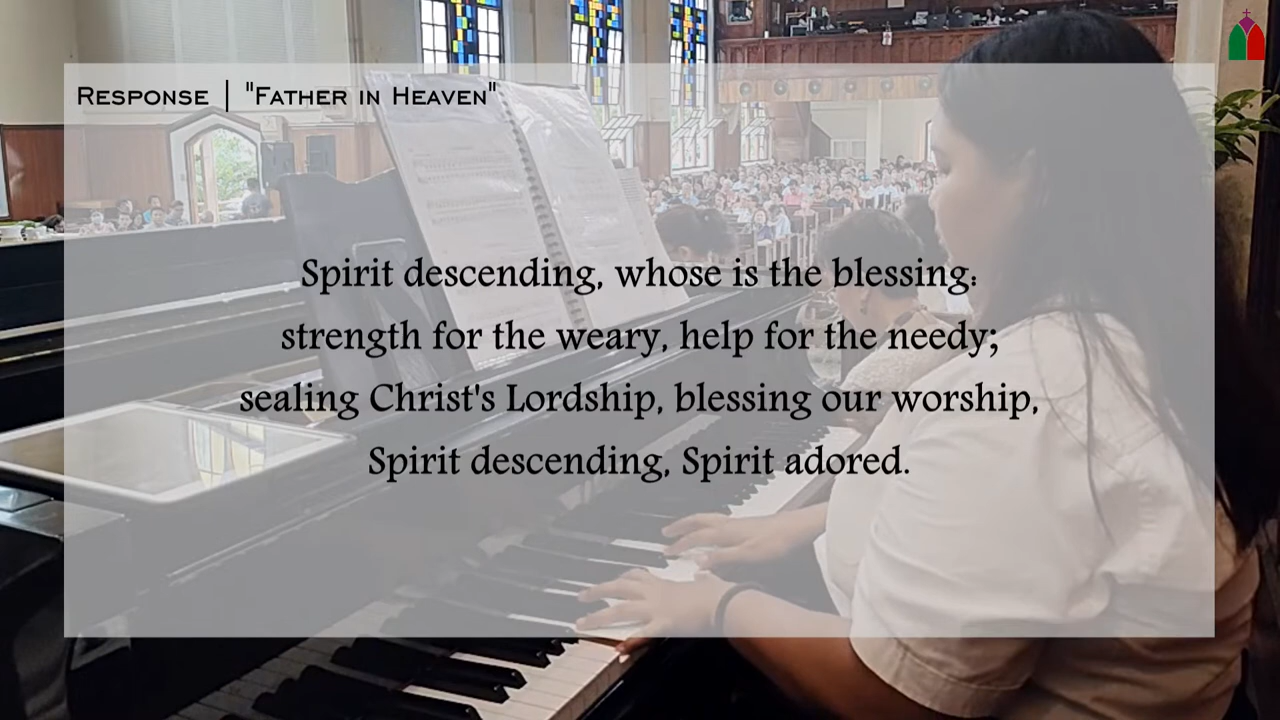 Response | "Father in Heaven"
Spirit descending, whose is the blessing:
strength for the weary, help for the needy;
sealing Christ's Lordship, blessing our worship,
Spirit descending, Spirit adored.